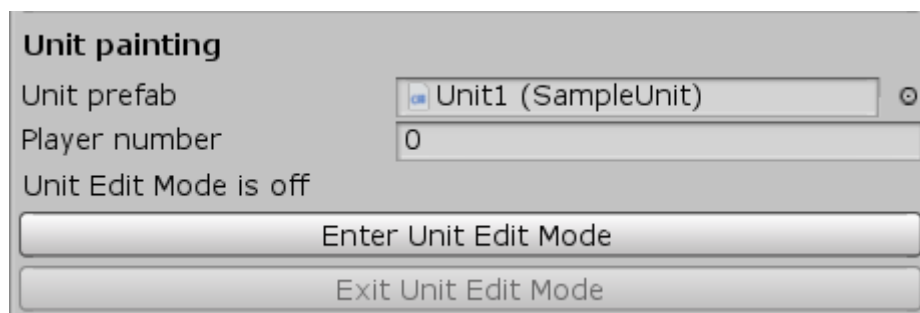 Unit painting
Unit prefab Unit1 (SampleUnit)
Player number 0
Unit Edit Mode is off
Enter Unit Edit Mode
Exit Unit Edit Mode